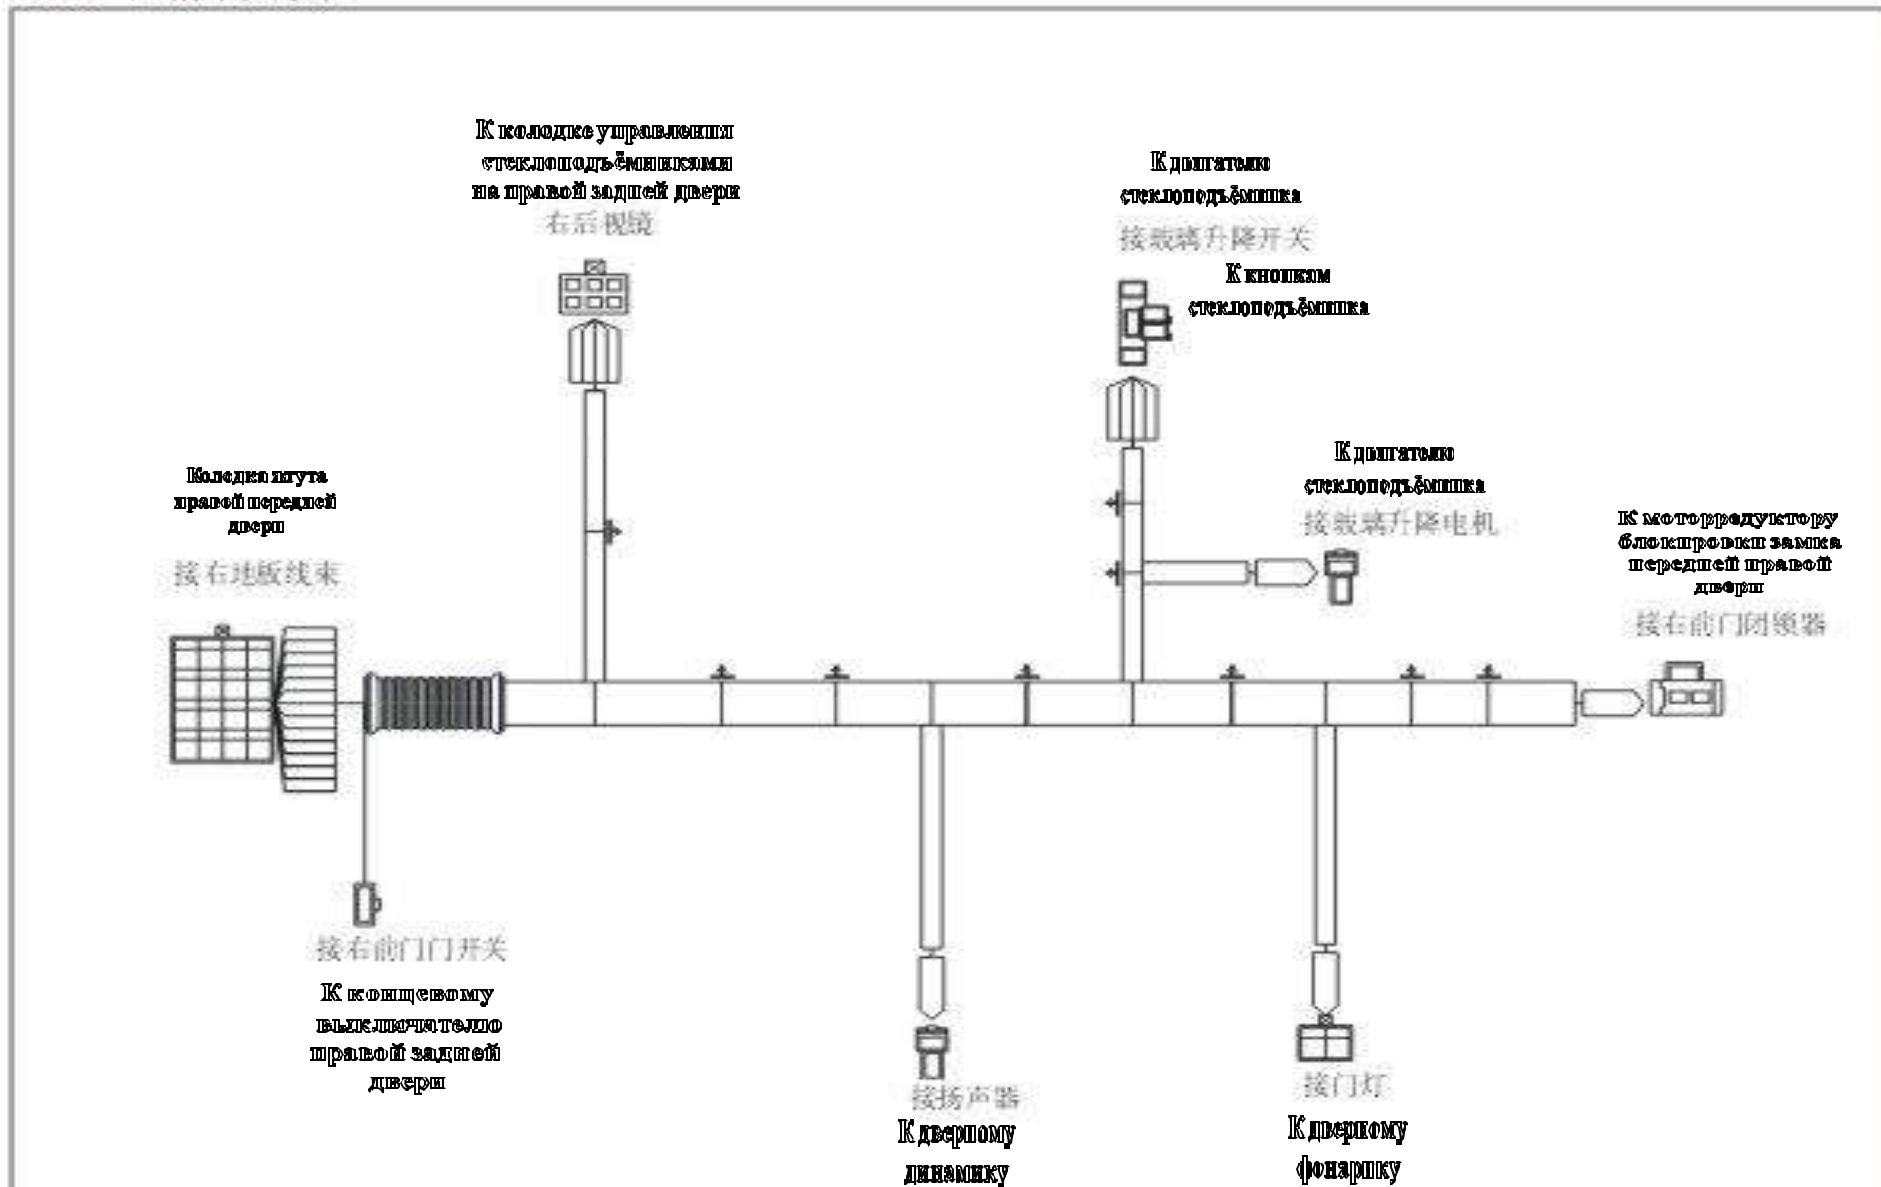 К колодке управления
стеклоподъёмниками
на правой задней двери
右后视镜
К двигателю
стеклоподъёмника
接玻璃升降开关
К кнопкам
стеклоподъёмника
К двигателю
стеклоподъёмника
接玻璃升降电机
Колодка жгута
правой передней
двери
接右地板线束
К моторредуктору
блокировки замка
передней правой
двери
接右前门闭锁器
接右前门门开关
К концевому
выключателю
правой задней
двери
接扬声器
К дверному
динамику
接门灯
К дверному
фонарику